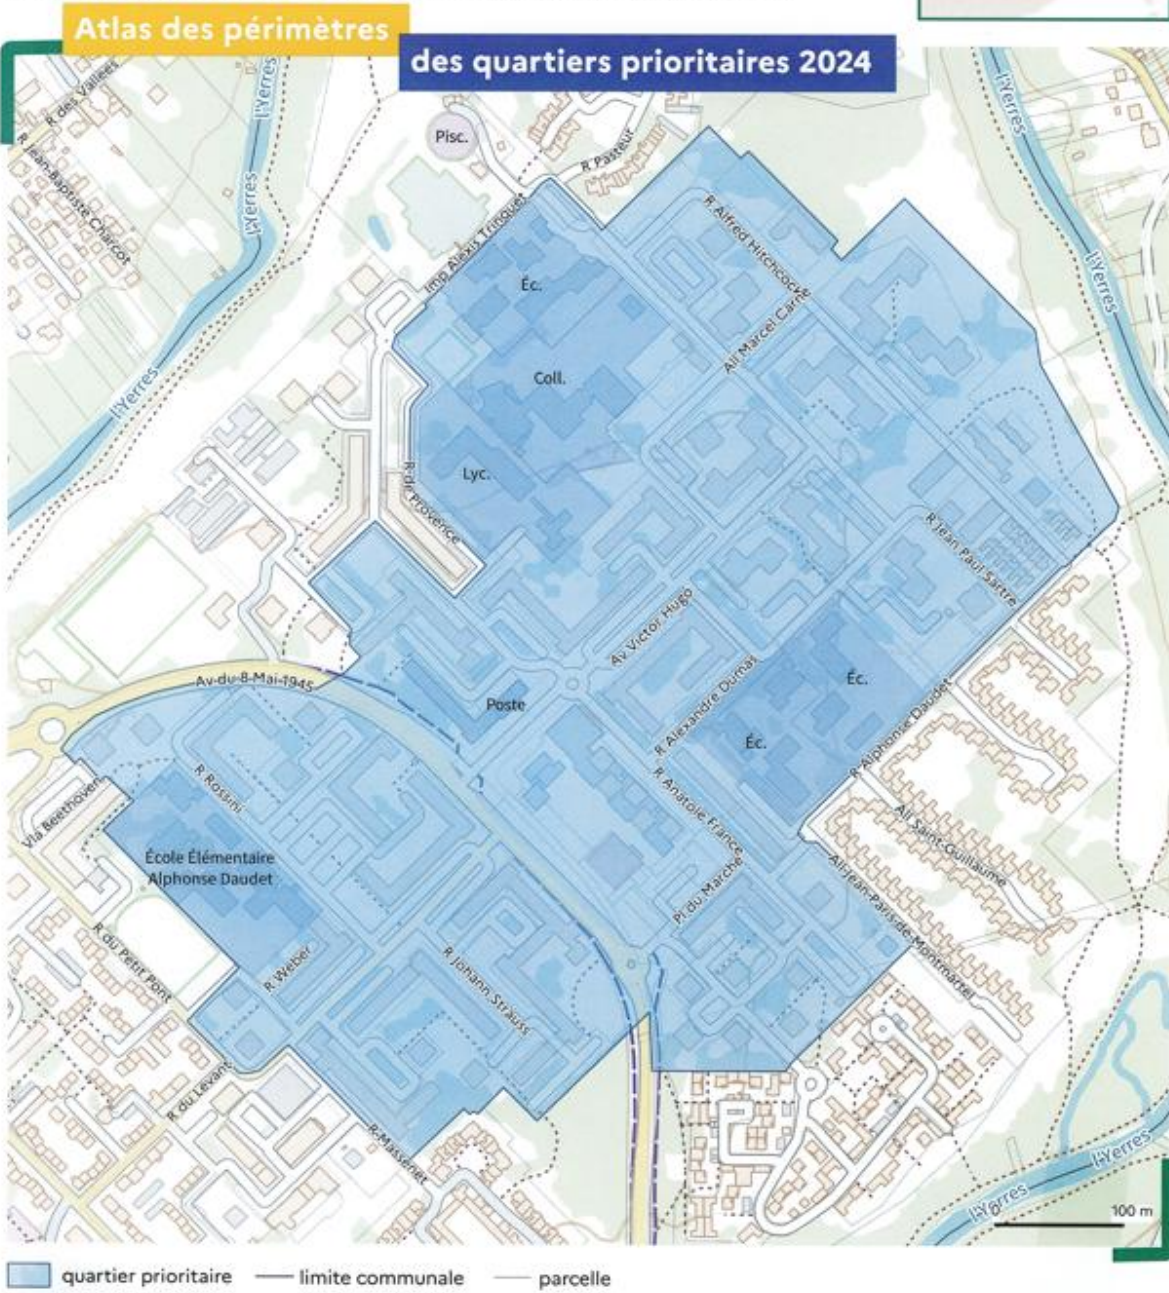 Atlas des périmètres
des quartiers prioritaires 2024
R des Vallées
l'Yerres
l'Yerres
R Jean-Baptiste Charcot
l'Yerres
Pisc.
R Pasteur
l'Yerres
l'Yerres
Imp Alexis Trinquet
R Alfred Hitchcock
Éc.
All Marcel Carné
Coll.
Lyc.
R de Provence
R Jean Paul Sartre
Av Victor Hugo
Av du 8 Mai 1945
Poste
R Alexandre Dumas
Éc.
Éc.
R Alphonse Daudet
R Rossini
R Anatole France
Vla Beethoven
All Saint-Guillaume
École Élémentaire
Alphonse Daudet
Pl du Marché
All Jean-Paris-de-Montmartel
R du Petit Pont
R Weber
R Johann Strauss
R du Levant
R Massenet
l'Yerres
l'Yerres
0
100 m
quartier prioritaire
limite communale
parcelle